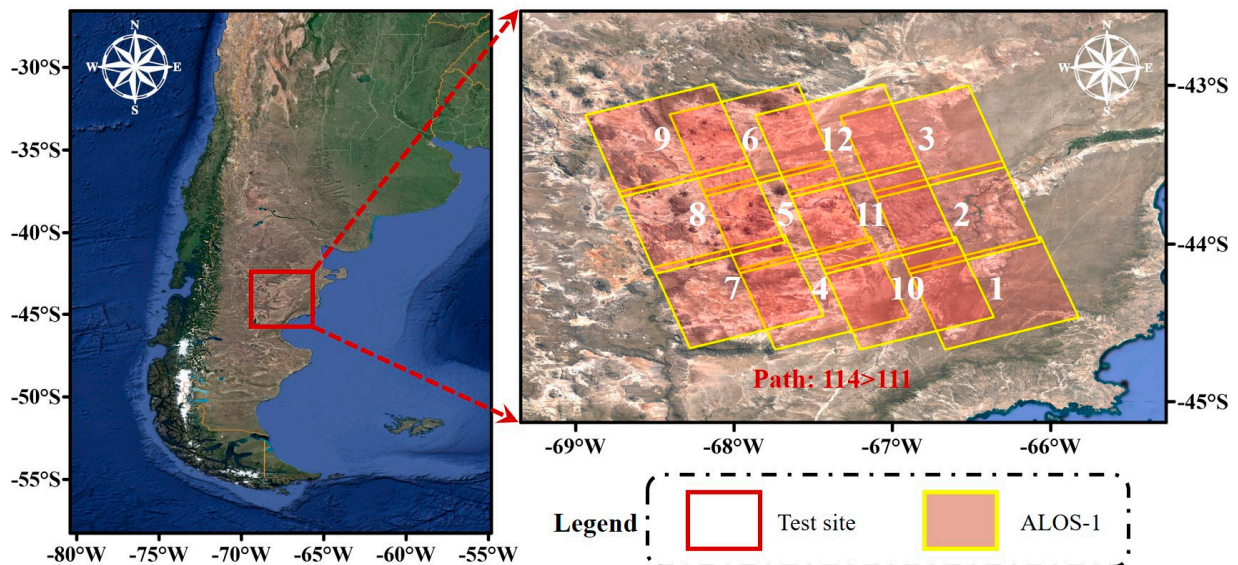 N
W E
S
-30°S
-35°S
-40°S
-45°S
-50°S
-55°S
-80°W -75°W -70°W -65°W -60°W -55°W
N
W E
S
9 6 12 3
8 5 11 2
7 4 10 1
Path: 114>111
-43°S
-44°S
-45°S
-69°W -68°W -67°W -66°W
Legend Test site ALOS-1